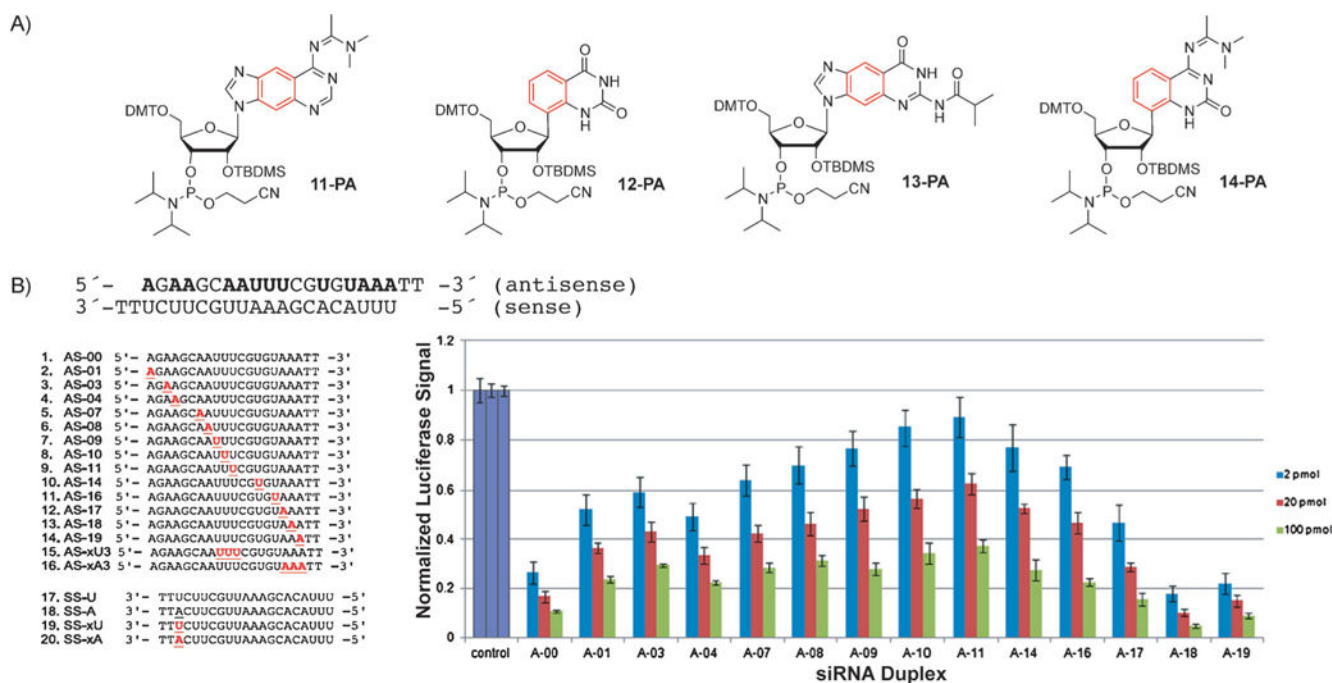 A)
DMTO
11-PA
OTBDMS
DMTO
12-PA
OTBDMS
DMTO
13-PA
OTBDMS
DMTO
14-PA
OTBDMS
B)
5´- AGAAGCAAUUUCGUGUAAATT -3´ (antisense)
3´-TTUCUUCGUUAAAGCACAUUU -5´ (sense)
1. AS-00 5'- AGAAGCAAUUUCGUGUAAATT -3'
2. AS-01 5'- AGAAGCAAUUUCGUGUAAATT -3'
3. AS-03 5'- AGAAGCAAUUUCGUGUAAATT -3'
4. AS-04 5'- AGAAGCAAUUUCGUGUAAATT -3'
5. AS-07 5'- AGAAGCAAUUUCGUGUAAATT -3'
6. AS-08 5'- AGAAGCAAUUUCGUGUAAATT -3'
7. AS-09 5'- AGAAGCAAUUUCGUGUAAATT -3'
8. AS-10 5'- AGAAGCAAUUUCGUGUAAATT -3'
9. AS-11 5'- AGAAGCAAUUUCGUGUAAATT -3'
10. AS-14 5'- AGAAGCAAUUUCGUGUAAATT -3'
11. AS-16 5'- AGAAGCAAUUUCGUGUAAATT -3'
12. AS-17 5'- AGAAGCAAUUUCGUGUAAATT -3'
13. AS-18 5'- AGAAGCAAUUUCGUGUAAATT -3'
14. AS-19 5'- AGAAGCAAUUUCGUGUAAATT -3'
15. AS-xU3 5'- AGAAGCAAUUUCGUGUAAATT -3'
16. AS-xA3 5'- AGAAGCAAUUUCGUGUAAATT -3'
17. SS-U 3'- TTUCUUCGUUAAAGCACAUUU -5'
18. SS-A 3'- TTACUUCGUUAAAGCACAUUU -5'
19. SS-xU 3'- TTUCUUCGUUAAAGCACAUUU -5'
20. SS-xA 3'- TTACUUCGUUAAAGCACAUUU -5'
Normalized Luciferase Signal
1.2
1
0.8
0.6
0.4
0.2
0
control A-00 A-01 A-03 A-04 A-07 A-08 A-09 A-10 A-11 A-14 A-16 A-17 A-18 A-19
siRNA Duplex
2 pmol
20 pmol
100 pmol